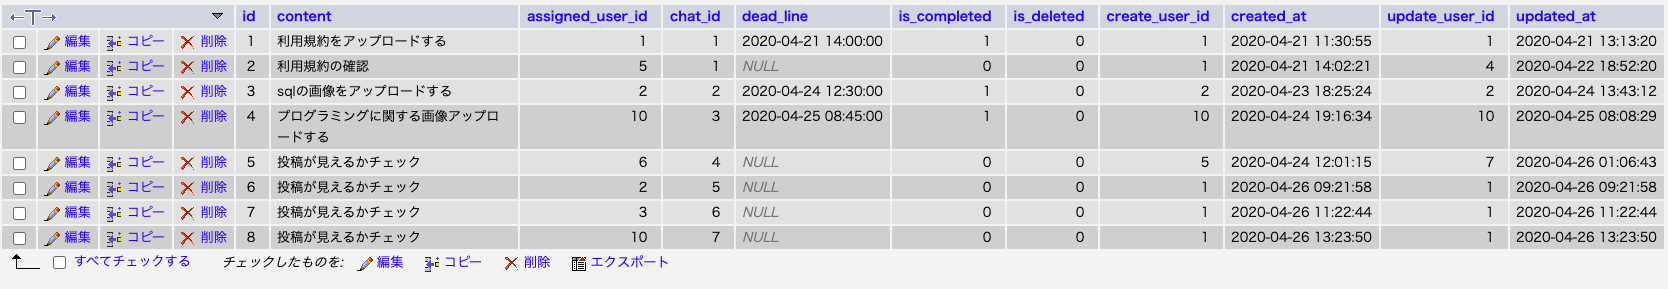 ←T→ id content assigned_user_id chat_id dead_line is_completed is_deleted create_user_id created_at update_user_id updated_at
編集 コピー 削除 1 利用規約をアップロードする 1 1 2020-04-21 14:00:00 1 0 1 2020-04-21 11:30:55 1 2020-04-21 13:13:20
編集 コピー 削除 2 利用規約の確認 5 1 NULL 0 0 1 2020-04-21 14:02:21 4 2020-04-22 18:52:20
編集 コピー 削除 3 sqlの画像をアップロードする 2 2 2020-04-24 12:30:00 1 0 2 2020-04-23 18:25:24 2 2020-04-24 13:43:12
編集 コピー 削除 4 プログラミングに関する画像アップロ 10 3 2020-04-25 08:45:00 1 0 10 2020-04-24 19:16:34 10 2020-04-25 08:08:29
ードする
編集 コピー 削除 5 投稿が見えるかチェック 6 4 NULL 0 0 5 2020-04-24 12:01:15 7 2020-04-26 01:06:43
編集 コピー 削除 6 投稿が見えるかチェック 2 5 NULL 0 0 1 2020-04-26 09:21:58 1 2020-04-26 09:21:58
編集 コピー 削除 7 投稿が見えるかチェック 3 6 NULL 0 0 1 2020-04-26 11:22:44 1 2020-04-26 11:22:44
編集 コピー 削除 8 投稿が見えるかチェック 10 7 NULL 0 0 1 2020-04-26 13:23:50 1 2020-04-26 13:23:50
すべてチェックする チェックしたものを: 編集 コピー 削除 エクスポート